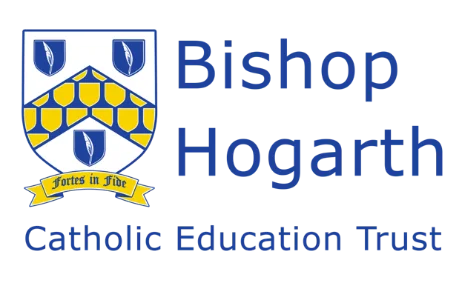 Bishop
Hogarth
Fortes in Fide
Catholic Education Trust